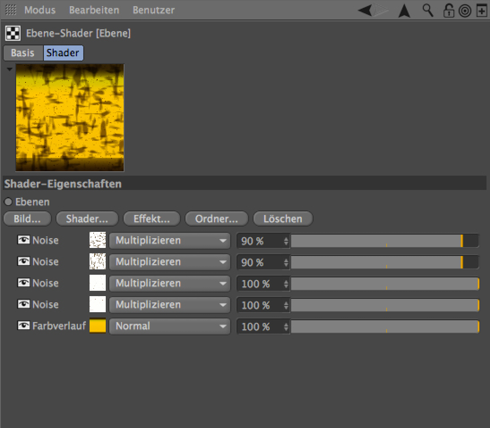 Modus Bearbeiten Benutzer
Ebene-Shader [Ebene]
Basis Shader
Shader-Eigenschaften
Ebenen
Bild... Shader... Effekt... Ordner... Löschen
Noise Multiplizieren 90 %
Noise Multiplizieren 90 %
Noise Multiplizieren 100 %
Noise Multiplizieren 100 %
Farbverlauf Normal 100 %